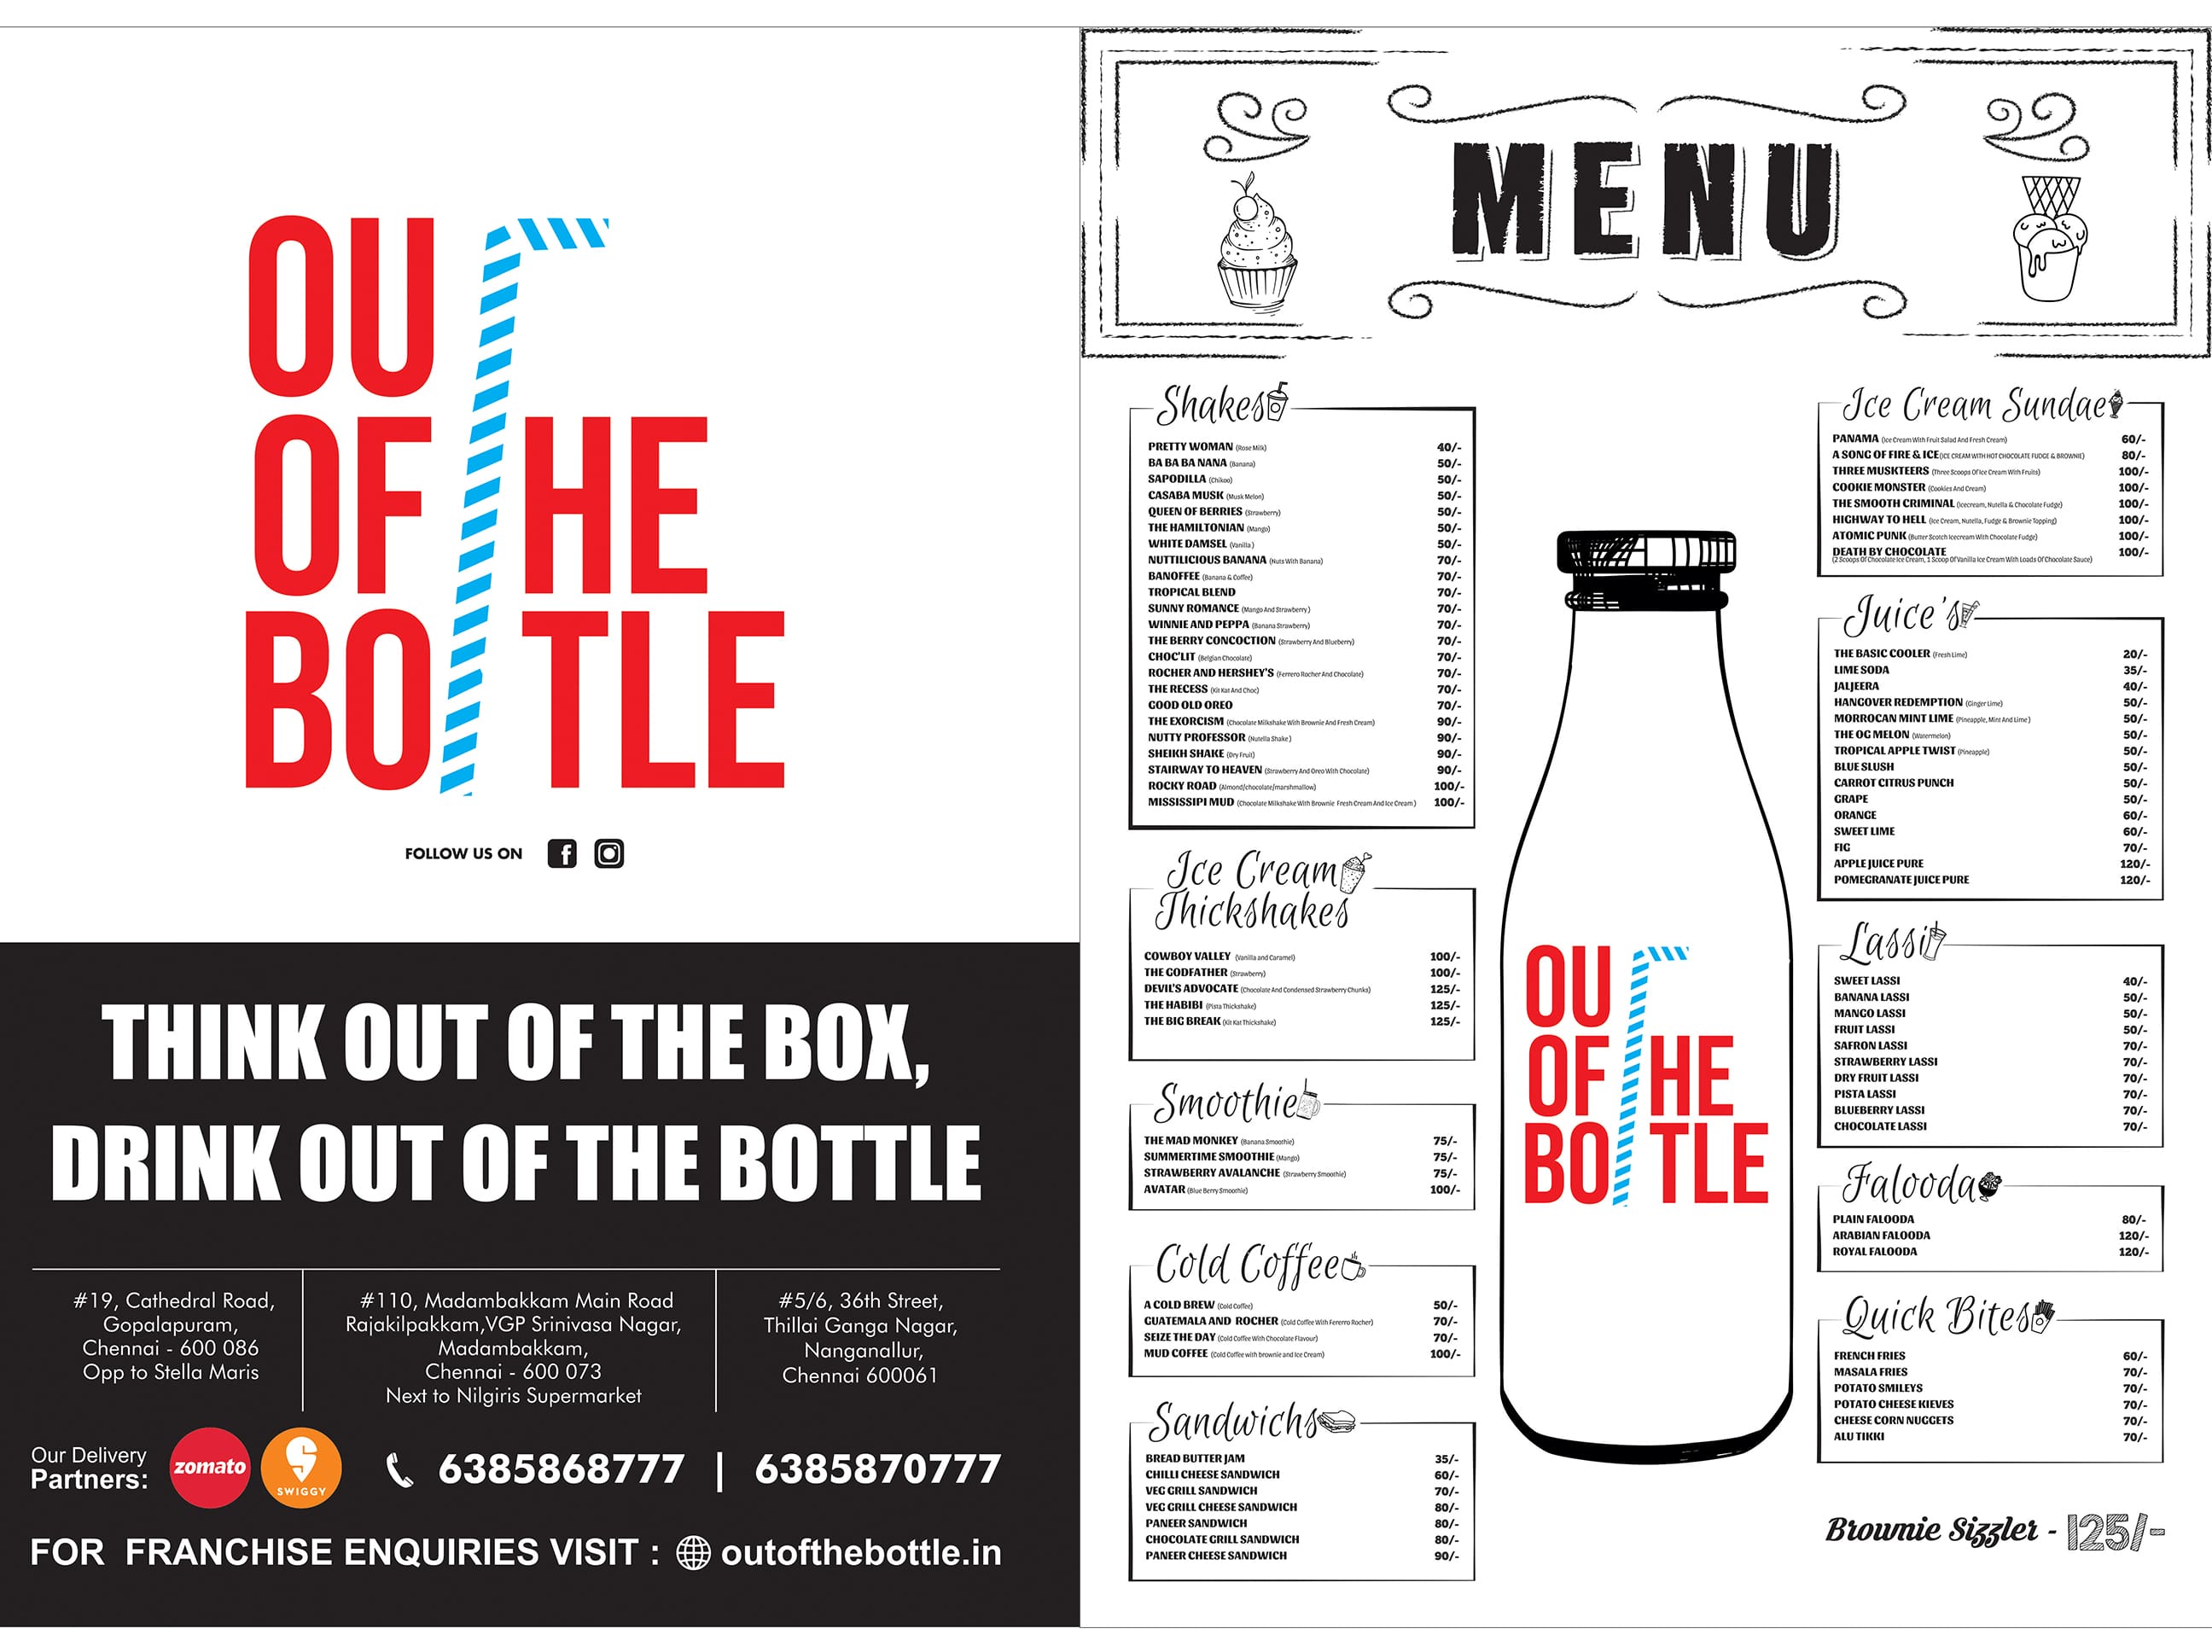 OU
OF THE
BOTTLE
FOLLOW US ON
THINK OUT OF THE BOX,
DRINK OUT OF THE BOTTLE
#19, Cathedral Road,
Gopalapuram,
Chennai - 600 086
Opp to Stella Maris
#110, Madambakkam Main Road
Rajakilpakkam,VGP Srinivasa Nagar,
Madambakkam,
Chennai - 600 073
Next to Nilgiris Supermarket
#5/6, 36th Street,
Thillai Ganga Nagar,
Nanganallur,
Chennai 600061
Our Delivery
Partners:
zomato
SWIGGY
6385868777 | 6385870777
FOR FRANCHISE ENQUIRIES VISIT : outofthebottle.in
MENU
Shakes
PRETTY WOMAN (Rose Milk) 40/-
BA BA BA NANA (Banana) 50/-
SAPODILLA (Chikoo) 50/-
CASABA MUSK (Musk Melon) 50/-
QUEEN OF BERRIES (Strawberry) 50/-
THE HAMILTONIAN (Mango) 50/-
WHITE DAMSEL (Vanilla ) 50/-
NUTTILICIOUS BANANA (Nuts With Banana) 70/-
BANOFFEE (Banana & Coffee) 70/-
TROPICAL BLEND 70/-
SUNNY ROMANCE (Mango And Strawberry ) 70/-
WINNIE AND PEPPA (Banana Strawberry) 70/-
THE BERRY CONCOCTION (Strawberry And Blueberry) 70/-
CHOC'LIT (Belgian Chocolate) 70/-
ROCHER AND HERSHEY'S (Ferrero Rocher And Chocolate) 70/-
THE RECESS (Kit Kat And Choc) 70/-
GOOD OLD OREO 70/-
THE EXORCISM (Chocolate Milkshake With Brownie And Fresh Cream) 90/-
NUTTY PROFESSOR (Nutella Shake ) 90/-
SHEIKH SHAKE (Dry Fruit) 90/-
STAIRWAY TO HEAVEN (Strawberry And Oreo With Chocolate) 90/-
ROCKY ROAD (Almond/chocolate/marshmallow) 100/-
MISSISSIPI MUD (Chocolate Milkshake With Brownie Fresh Cream And Ice Cream ) 100/-
Ice Cream
Thickshakes
COWBOY VALLEY (Vanilla and Caramel) 100/-
THE GODFATHER (Strawberry) 100/-
DEVIL'S ADVOCATE (Chocolate And Condensed Strawberry Chunks) 125/-
THE HABIBI (Pista Thickshake) 125/-
THE BIG BREAK (Kit Kat Thickshake) 125/-
Smoothie
THE MAD MONKEY (Banana Smoothie) 75/-
SUMMERTIME SMOOTHIE (Mango) 75/-
STRAWBERRY AVALANCHE (Strawberry Smoothie) 75/-
AVATAR (Blue Berry Smoothie) 100/-
Cold Coffee
A COLD BREW (Cold Coffee) 50/-
GUATEMALA AND ROCHER (Cold Coffee With Fererro Rocher) 70/-
SEIZE THE DAY (Cold Coffee With Chocolate Flavour) 70/-
MUD COFFEE (Cold Coffee with brownie and Ice Cream) 100/-
Sandwichs
BREAD BUTTER JAM 35/-
CHILLI CHEESE SANDWICH 60/-
VEG GRILL SANDWICH 70/-
VEG GRILL CHEESE SANDWICH 80/-
PANEER SANDWICH 80/-
CHOCOLATE GRILL SANDWICH 80/-
PANEER CHEESE SANDWICH 90/-
OU
OF THE
BOTTLE
Ice Cream Sundae
PANAMA (Ice Cream With Fruit Salad And Fresh Cream) 60/-
A SONG OF FIRE & ICE (ICE CREAM WITH HOT CHOCOLATE FUDGE & BROWNIE) 80/-
THREE MUSKTEERS (Three Scoops Of Ice Cream With Fruits) 100/-
COOKIE MONSTER (Cookies And Cream) 100/-
THE SMOOTH CRIMINAL (Icecream, Nutella & Chocolate Fudge) 100/-
HIGHWAY TO HELL (Ice Cream, Nutella, Fudge & Brownie Topping) 100/-
ATOMIC PUNK (Butter Scotch Icecream With Chocolate Fudge) 100/-
DEATH BY CHOCOLATE 100/-
(2 Scoops Of Chocolate Ice Cream, 1 Scoop Of Vanilla Ice Cream With Loads Of Chocolate Sauce)
Juice's
THE BASIC COOLER (Fresh Lime) 20/-
LIME SODA 35/-
JALJEERA 40/-
HANGOVER REDEMPTION (Ginger Lime) 50/-
MORROCAN MINT LIME (Pineapple, Mint And Lime ) 50/-
THE OG MELON (Watermelon) 50/-
TROPICAL APPLE TWIST (Pineapple) 50/-
BLUE SLUSH 50/-
CARROT CITRUS PUNCH 50/-
GRAPE 50/-
ORANGE 60/-
SWEET LIME 60/-
FIG 70/-
APPLE JUICE PURE 120/-
POMEGRANATE JUICE PURE 120/-
Lassi
SWEET LASSI 40/-
BANANA LASSI 50/-
MANGO LASSI 50/-
FRUIT LASSI 50/-
SAFRON LASSI 70/-
STRAWBERRY LASSI 70/-
DRY FRUIT LASSI 70/-
PISTA LASSI 70/-
BLUEBERRY LASSI 70/-
CHOCOLATE LASSI 70/-
Falooda
PLAIN FALOODA 80/-
ARABIAN FALOODA 120/-
ROYAL FALOODA 120/-
Quick Bites
FRENCH FRIES 60/-
MASALA FRIES 70/-
POTATO SMILEYS 70/-
POTATO CHEESE KIEVES 70/-
CHEESE CORN NUGGETS 70/-
ALU TIKKI 70/-
Brownie Sizzler - 125/-